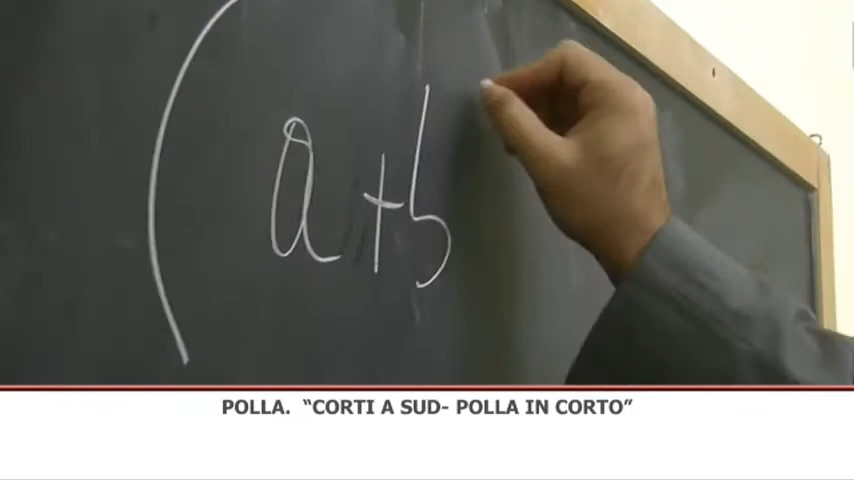 (a+b
POLLA. “CORTI A SUD- POLLA IN CORTO”